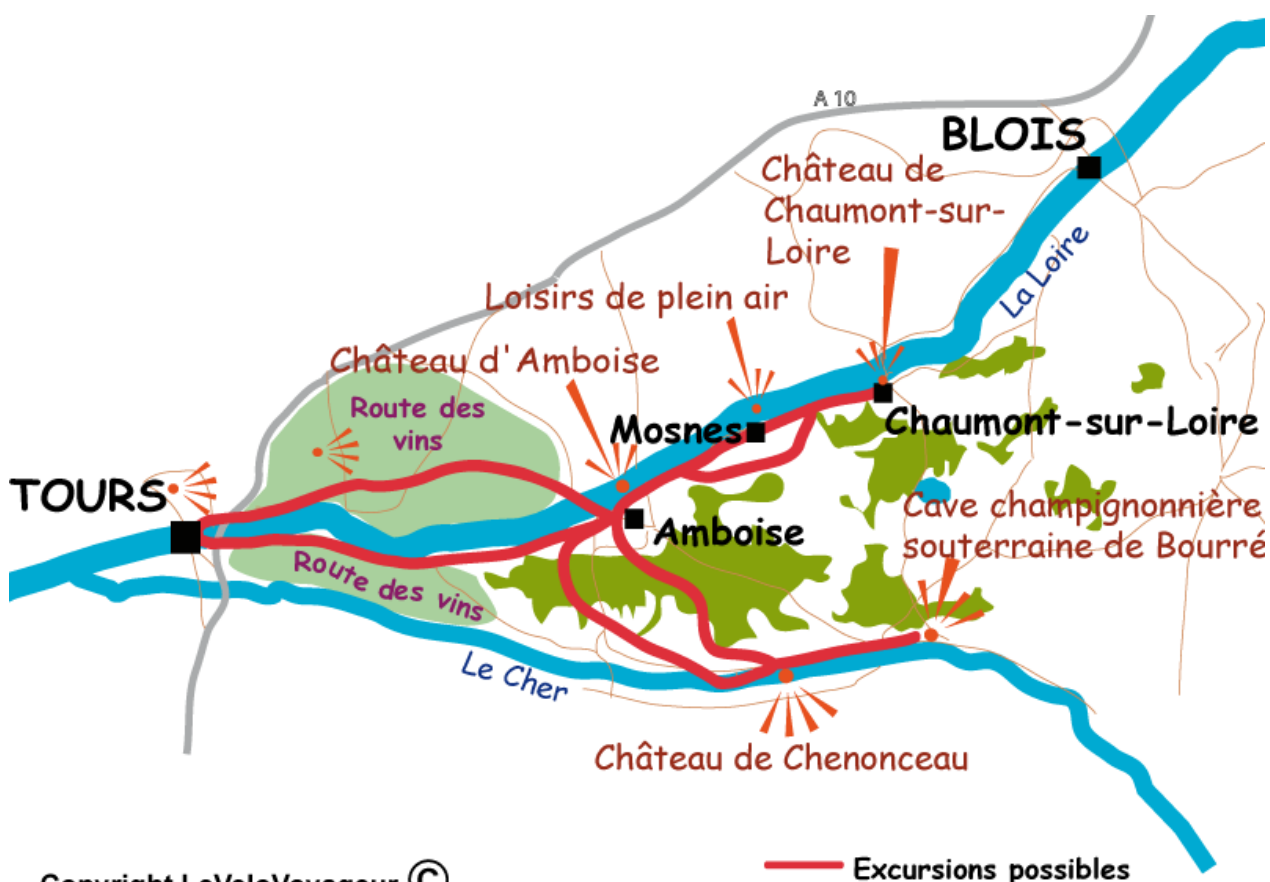 A 10
BLOIS
Château de
Chaumont-sur-
Loire
La Loire
Loisirs de plein air
Château d'Amboise
Route des
vins
Mosnes
Chaumont-sur-Loire
TOURS
Cave champignonnière
souterraine de Bourré
Amboise
Route des vins
Le Cher
Château de Chenonceau
Excursions possibles
Copyright LeVeloVoyageur ©